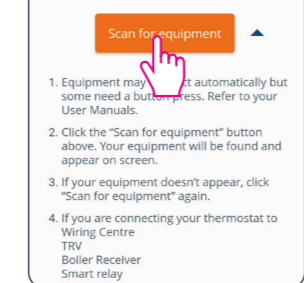 Scan for equipment
1. Equipment may ct automatically but
some need a button press. Refer to your
User Manuals.
2. Click the “Scan for equipment” button
above. Your equipment will be found and
appear on screen.
3. If your equipment doesn’t appear, click
“Scan for equipment” again.
4. If you are connecting your thermostat to
Wiring Centre
TRV
Boiler Receiver
Smart relay